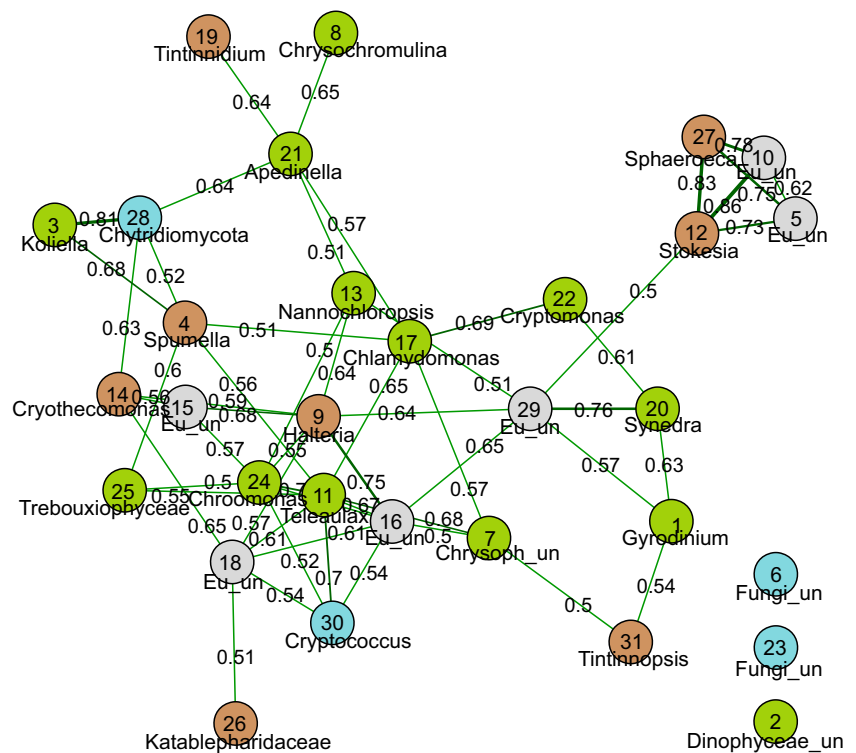 19
Tintinnidium
8
Chrysochromulina
0.64
0.65
21
Apedinella
27
Sphaeroeca
0.78
10
Eu_un
0.64
0.57
0.83
0.75
0.62
0.86
3
Koliella
0.81
28
Chytridiomycota
5
Eu_un
12
Stokesia
0.73
0.51
0.68
0.52
0.5
13
Nannochloropsis
22
Cryptomonas
4
Spumella
0.63
0.51
0.69
17
Chlamydomonas
0.5
0.61
0.6
0.64
0.56
0.65
0.51
14
Cryothecomonas
0.56
15
Eu_un
0.59
0.68
9
Halteria
0.64
29
Eu_un
0.76
20
Synedra
0.57
0.55
0.65
0.57
0.63
25
Trebouxiophyceae
0.55
0.5
24
Chroomonas
0.75
11
Teleaulax
0.67
0.57
16
Eu_un
0.68
0.5
7
Chrysoph_un
1
Gyrodinium
0.65
0.57
0.61
0.61
18
Eu_un
0.52
0.7
0.54
0.54
0.54
6
Fungi_un
0.5
30
Cryptococcus
31
Tintinnopsis
23
Fungi_un
0.51
26
Katablepharidaceae
2
Dinophyceae_un